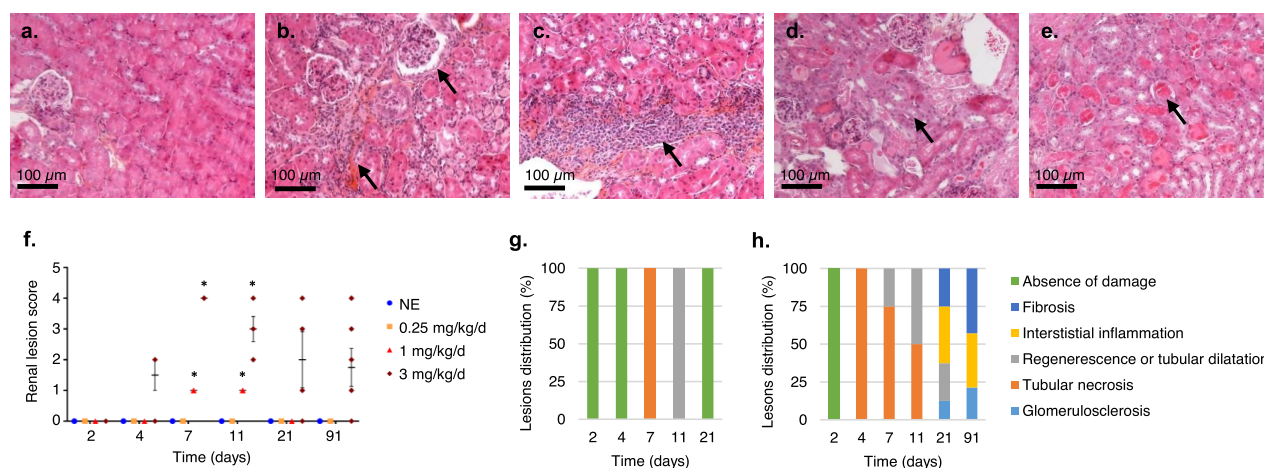 a.
b.
c.
d.
e.
100 µm
100 µm
100 µm
100 µm
100 µm
f.
g.
h.
Renal lesion score
5
4
3
2
1
0
* * * *
2 4 7 11 21 91
Time (days)
NE
0.25 mg/kg/d
1 mg/kg/d
3 mg/kg/d
Lesions distribution (%)
100
75
50
25
0
2 4 7 11 21
Time (days)
Lesons distribution (%)
100
75
50
25
0
2 4 7 11 21 91
Time (days)
Absence of damage
Fibrosis
Interstistial inflammation
Regenerescence or tubular dilatation
Tubular necrosis
Glomerulosclerosis